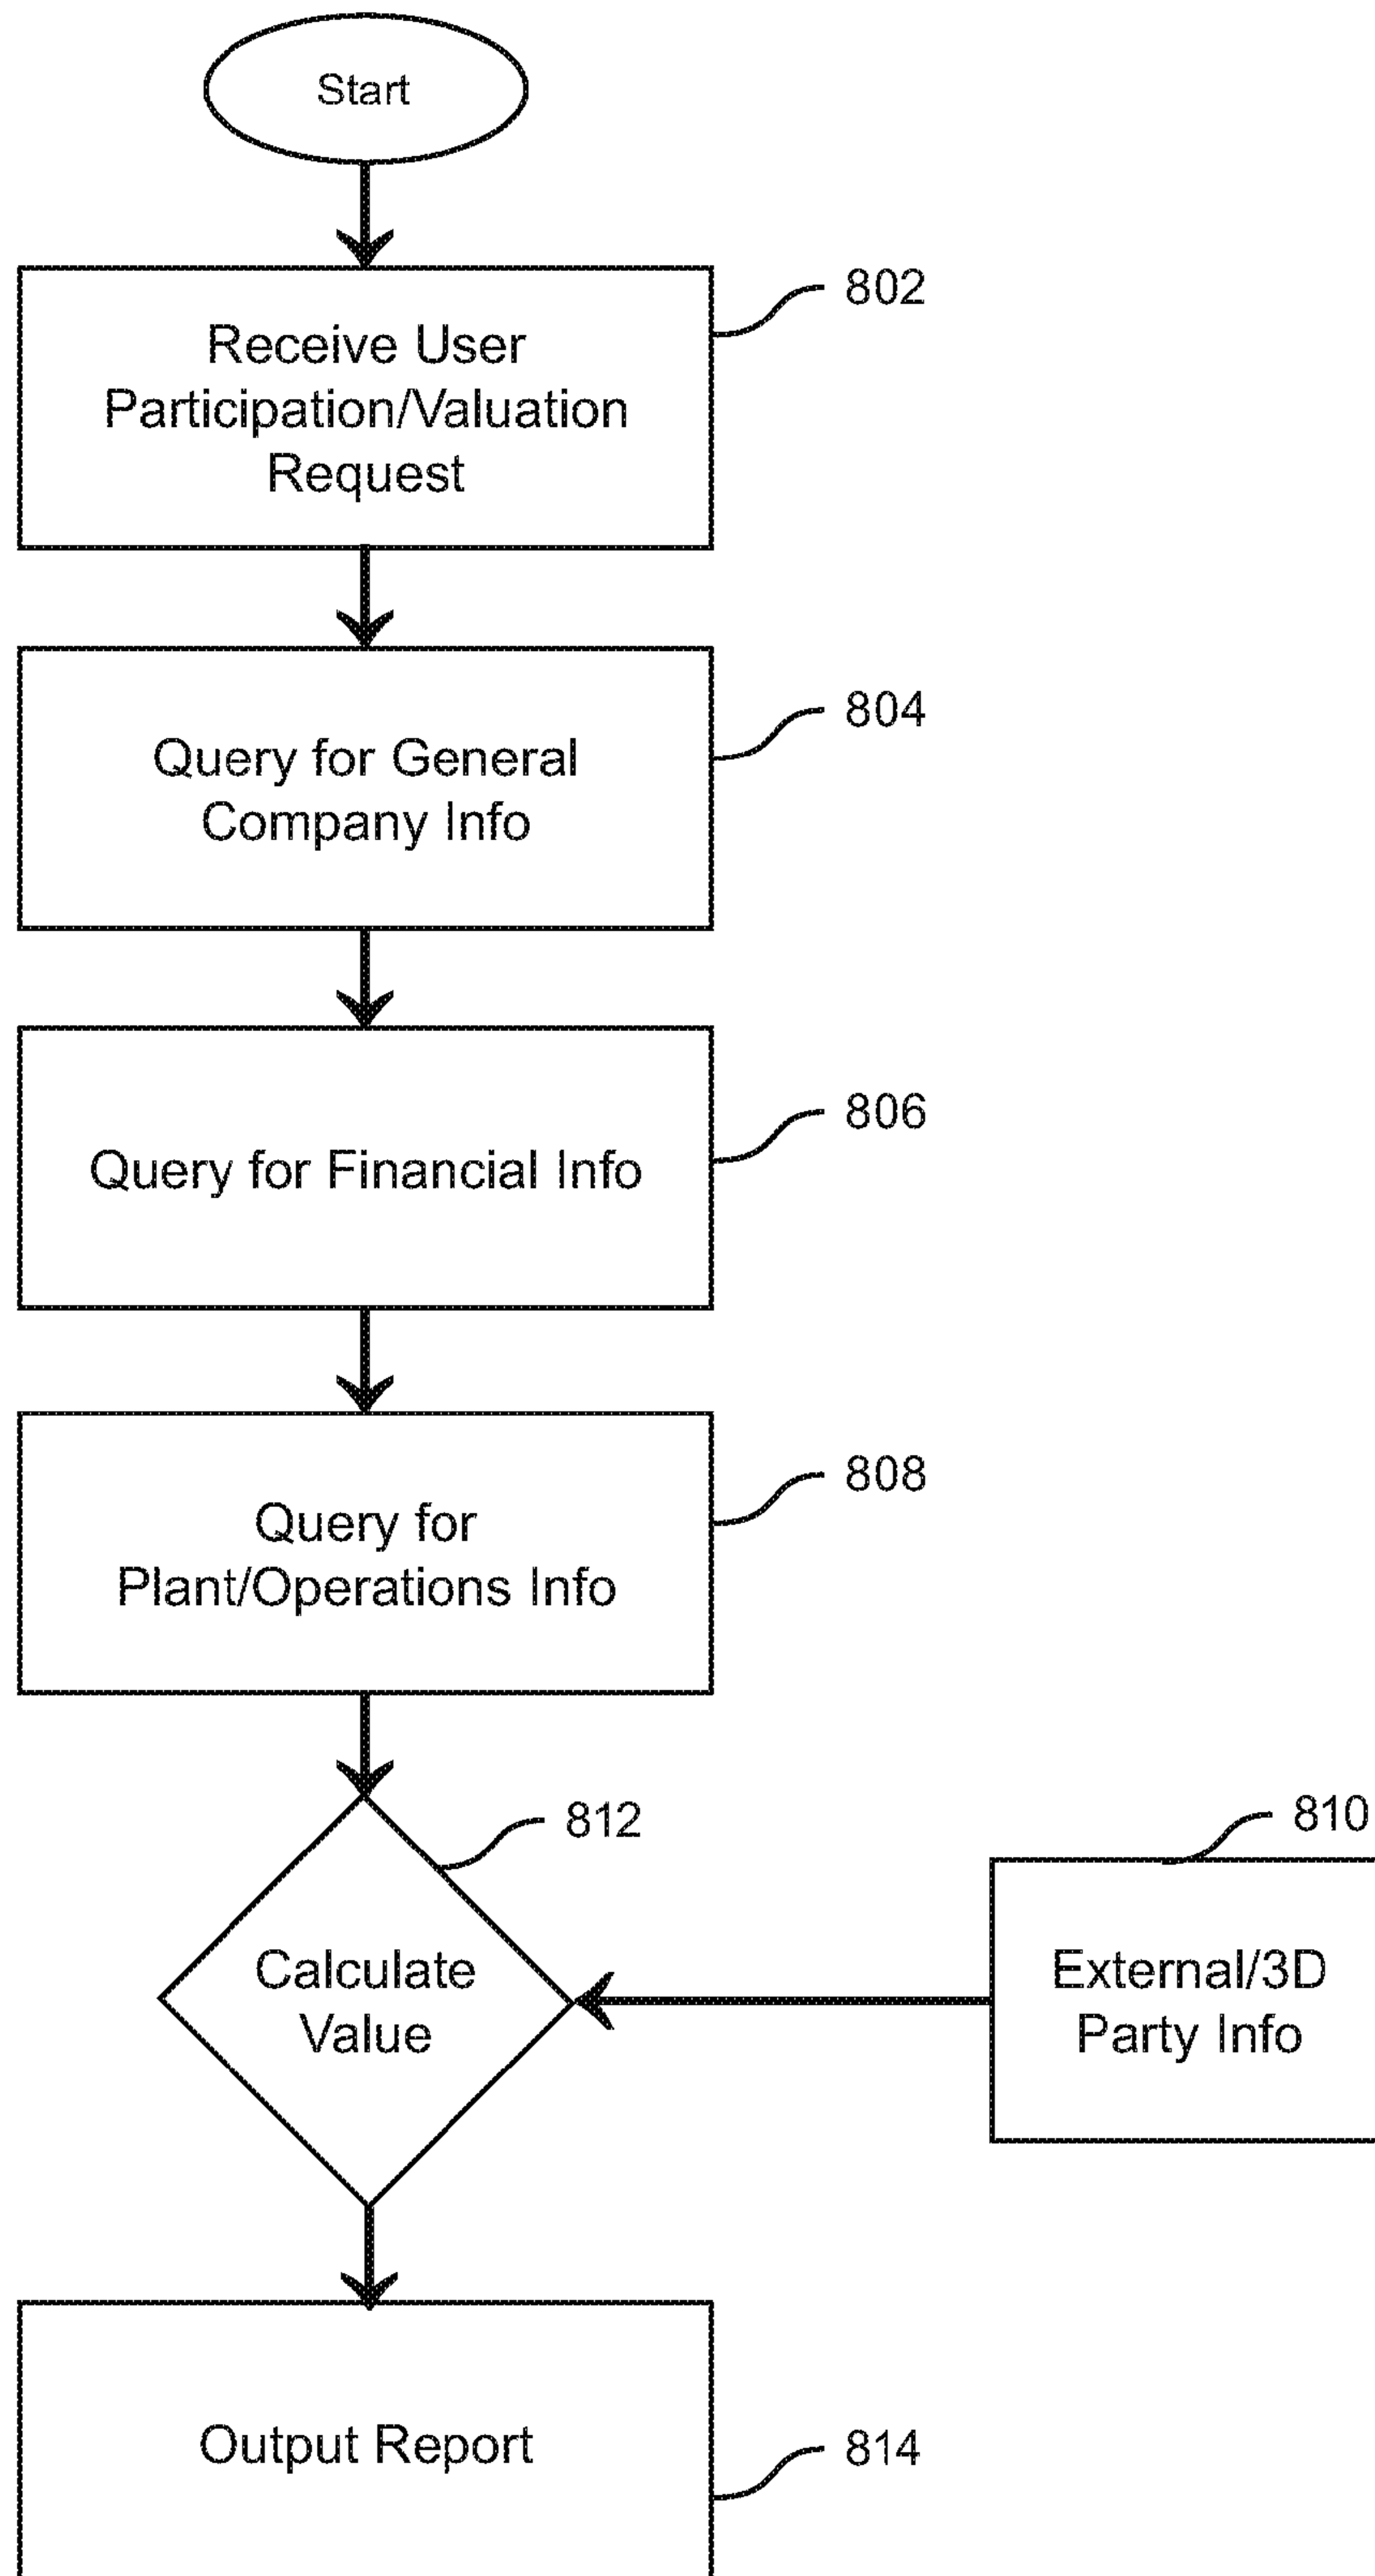 Start
802
Receive User
Participation/Valuation
Request
804
Query for General
Company Info
806
Query for Financial Info
808
Query for
Plant/Operations Info
812
810
Calculate
Value
External/3D
Party Info
Output Report
814